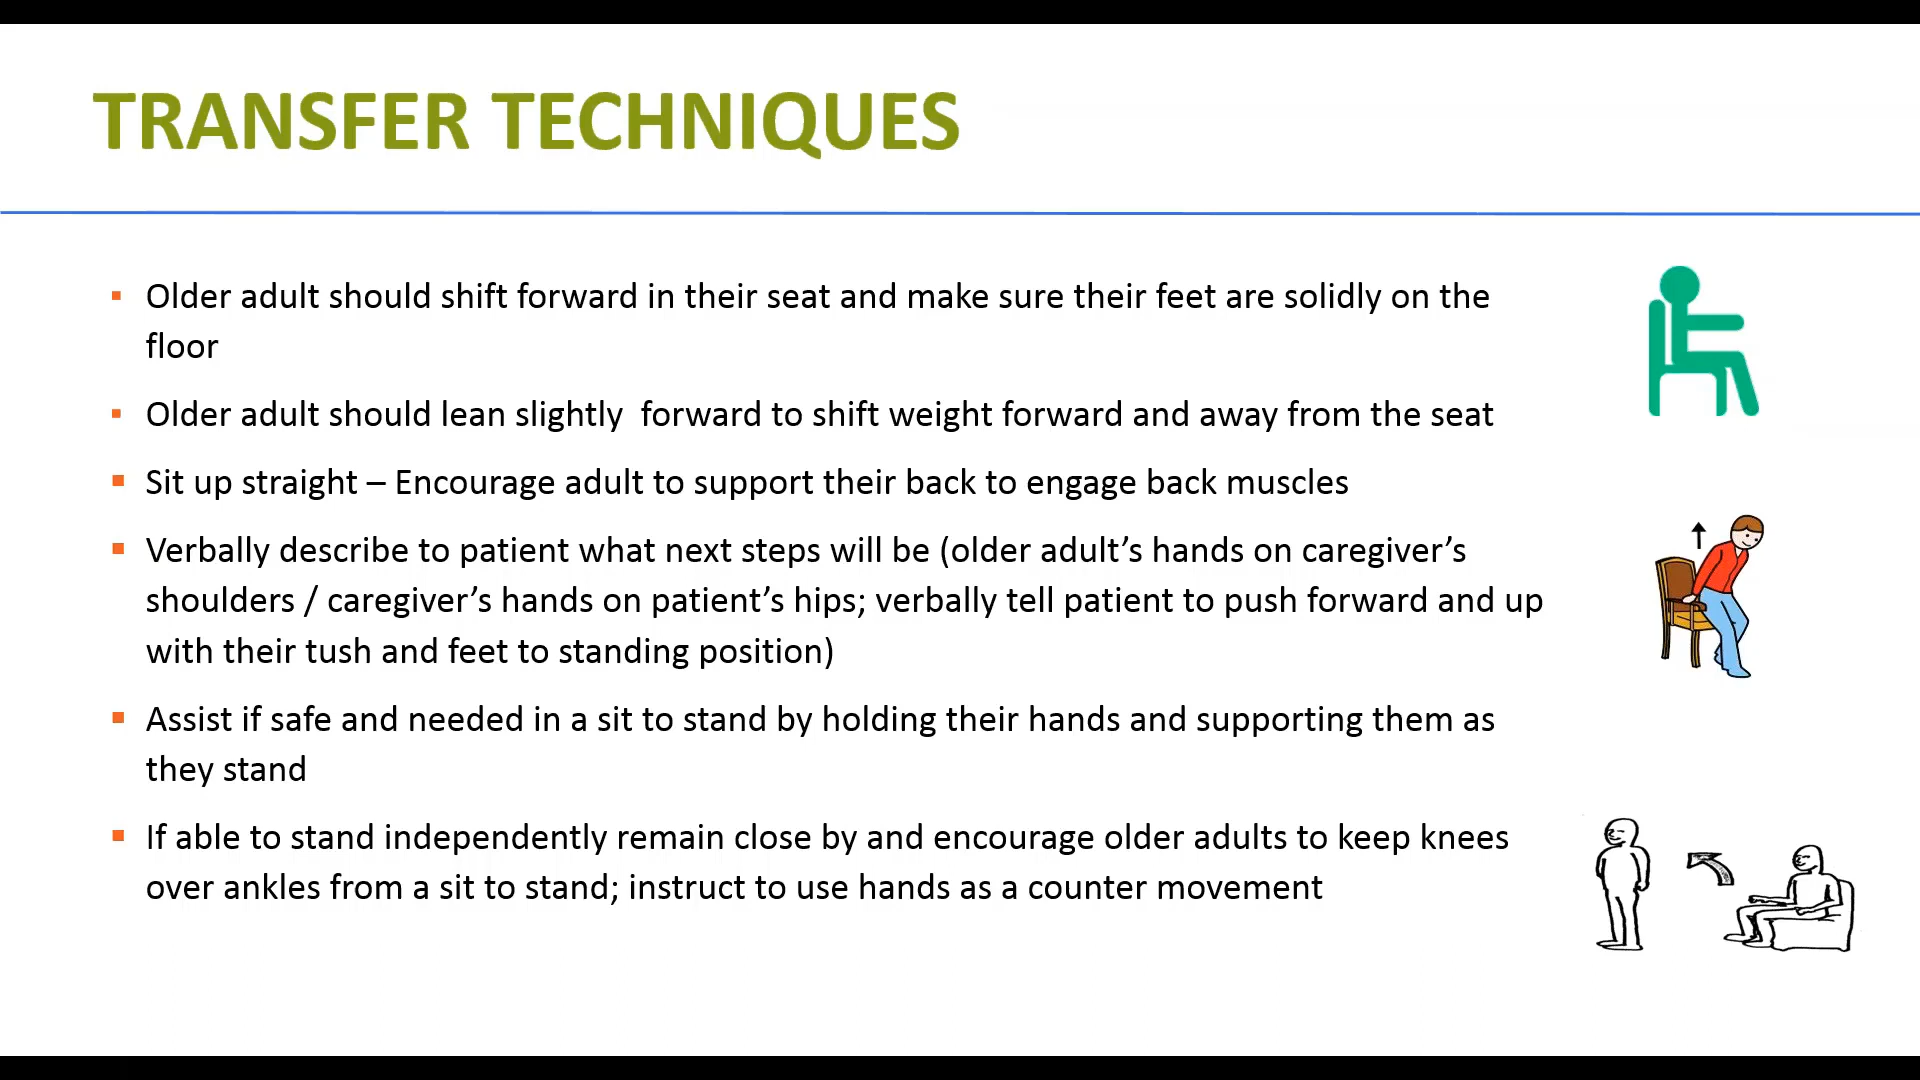 TRANSFER TECHNIQUES
▪ Older adult should shift forward in their seat and make sure their feet are solidly on the
floor
▪ Older adult should lean slightly  forward to shift weight forward and away from the seat
▪ Sit up straight – Encourage adult to support their back to engage back muscles
▪ Verbally describe to patient what next steps will be (older adult’s hands on caregiver’s
shoulders / caregiver’s hands on patient’s hips; verbally tell patient to push forward and up
with their tush and feet to standing position)
▪ Assist if safe and needed in a sit to stand by holding their hands and supporting them as
they stand
▪ If able to stand independently remain close by and encourage older adults to keep knees
over ankles from a sit to stand; instruct to use hands as a counter movement